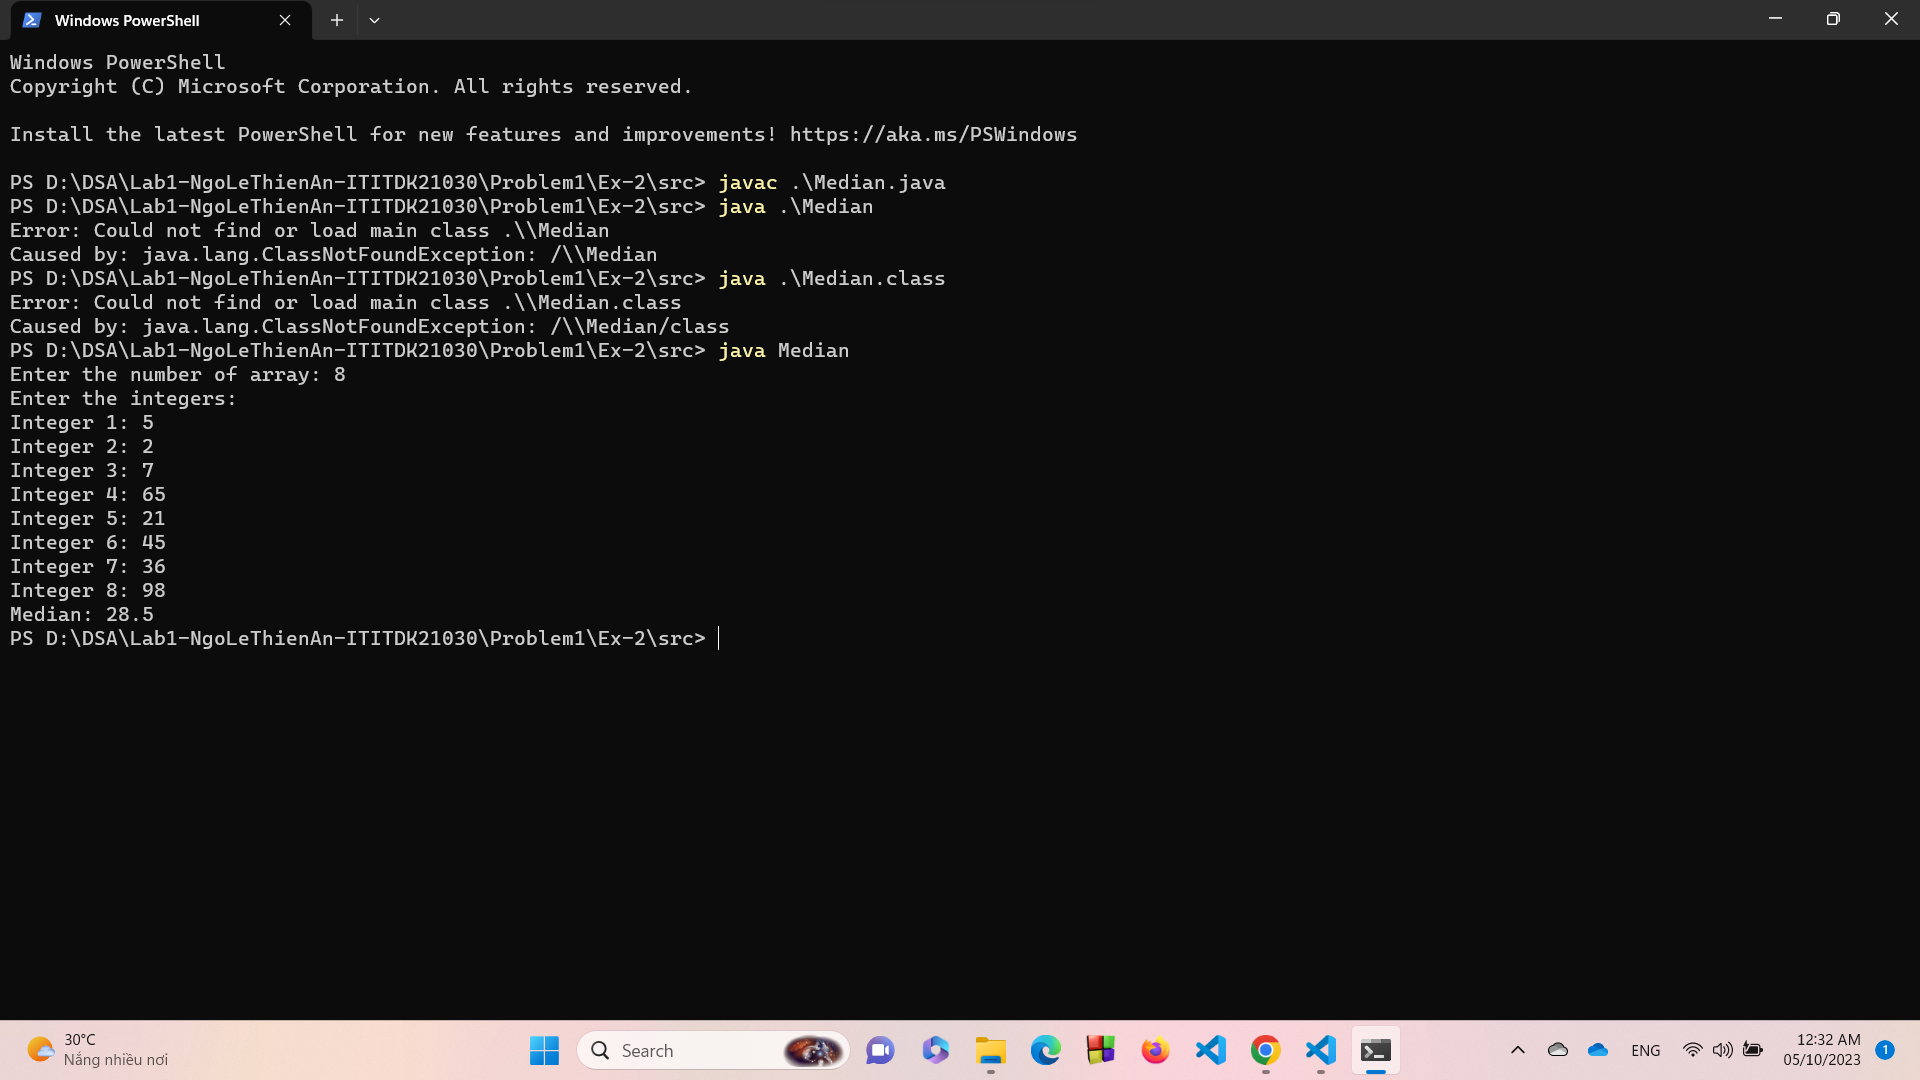 Windows PowerShell
Windows PowerShell
Copyright (C) Microsoft Corporation. All rights reserved.
Install the latest PowerShell for new features and improvements! https://aka.ms/PSWindows
PS D:\DSA\Lab1-NgoLeThienAn-ITITDK21030\Problem1\Ex-2\src> javac .\Median.java
PS D:\DSA\Lab1-NgoLeThienAn-ITITDK21030\Problem1\Ex-2\src> java .\Median
Error: Could not find or load main class .\\Median
Caused by: java.lang.ClassNotFoundException: /\\Median
PS D:\DSA\Lab1-NgoLeThienAn-ITITDK21030\Problem1\Ex-2\src> java .\Median.class
Error: Could not find or load main class .\\Median.class
Caused by: java.lang.ClassNotFoundException: /\\Median/class
PS D:\DSA\Lab1-NgoLeThienAn-ITITDK21030\Problem1\Ex-2\src> java Median
Enter the number of array: 8
Enter the integers:
Integer 1: 5
Integer 2: 2
Integer 3: 7
Integer 4: 65
Integer 5: 21
Integer 6: 45
Integer 7: 36
Integer 8: 98
Median: 28.5
PS D:\DSA\Lab1-NgoLeThienAn-ITITDK21030\Problem1\Ex-2\src>
30°C
Nắng nhiều nơi
Search
ENG
12:32 AM
05/10/2023
1